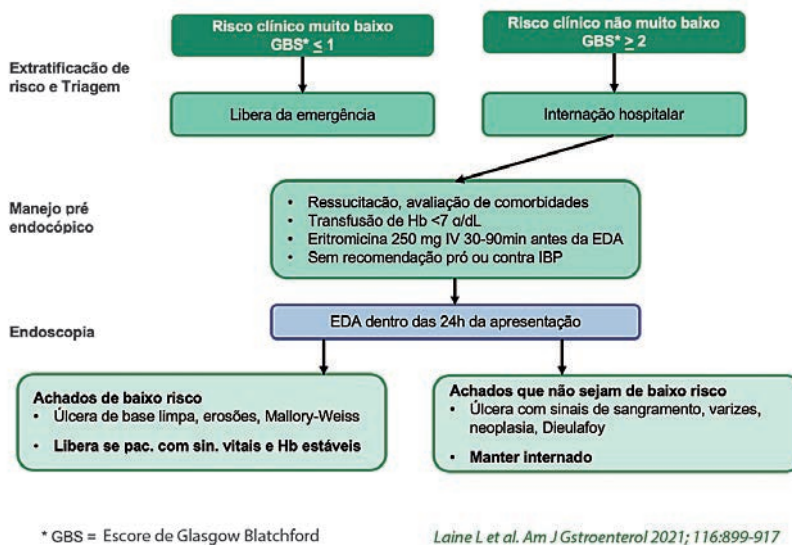 Risco clínico muito baixo
GBS* ≤ 1
Risco clínico não muito baixo
GBS* ≥ 2
Extratificação de
risco e Triagem
Libera da emergência
Internação hospitalar
Manejo pré
endocópico
• Ressucitação, avaliação de comorbidades
• Transfusão de Hb <7 g/dL
• Eritromicina 250 mg IV 30-90min antes da EDA
• Sem recomendação pró ou contra IBP
Endoscopia
EDA dentro das 24h da apresentação
Achados de baixo risco
• Úlcera de base limpa, erosões, Mallory-Weiss
• Libera se pac. com sin. vitais e Hb estáveis
Achados que não sejam de baixo risco
• Úlcera com sinais de sangramento, varizes,
neoplasia, Dieulafoy
• Manter internado
* GBS = Escore de Glasgow Blatchford
Laine L et al. Am J Gstroenterol 2021; 116:899-917